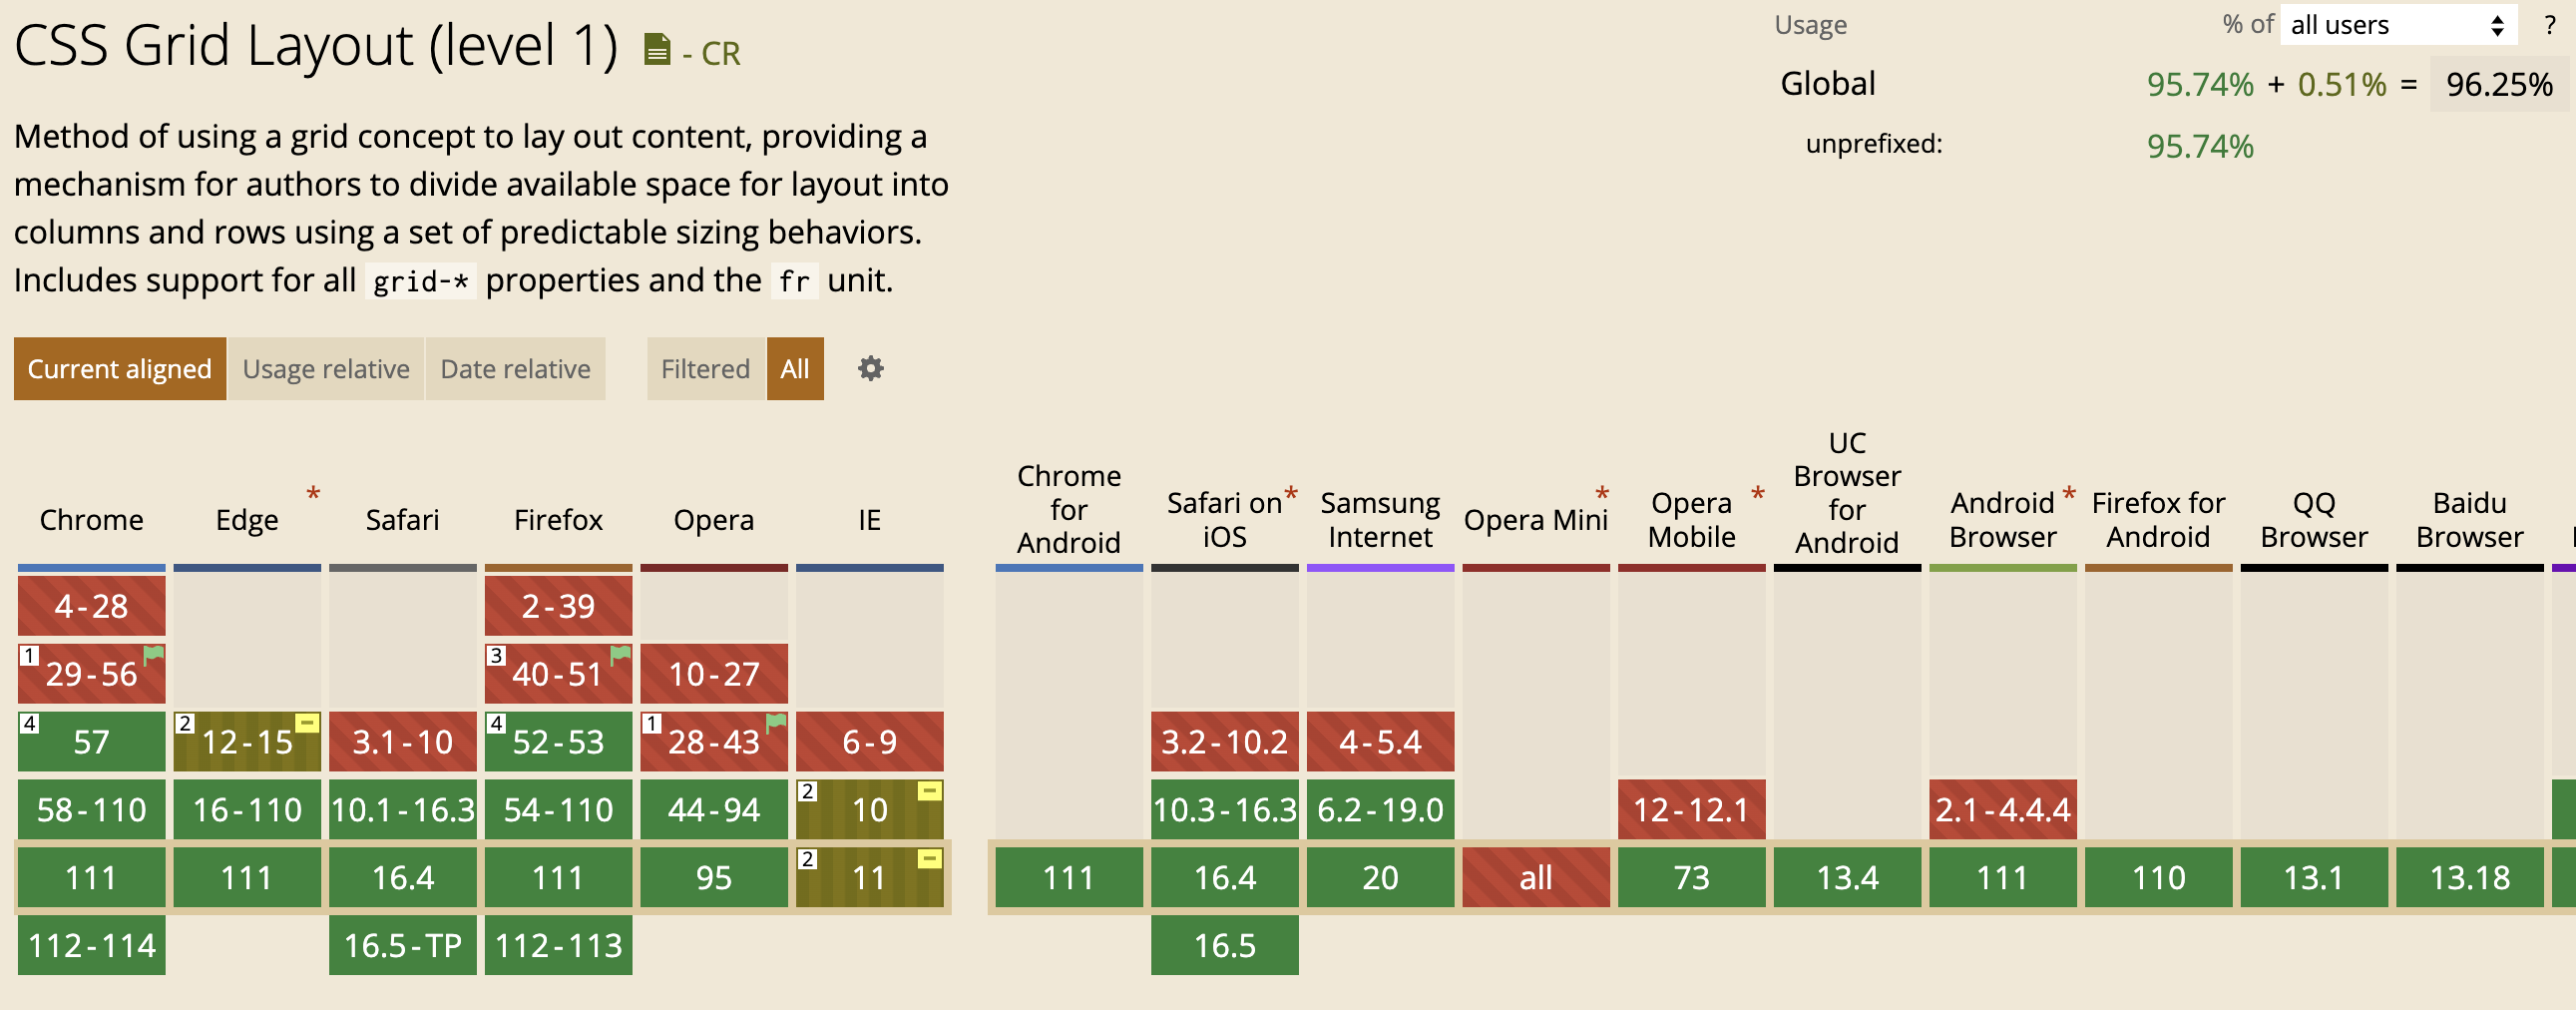 CSS Grid Layout (level 1) - CR
Usage % of all users ?
Global 95.74% + 0.51% = 96.25%
unprefixed: 95.74%
Method of using a grid concept to lay out content, providing a
mechanism for authors to divide available space for layout into
columns and rows using a set of predictable sizing behaviors.
Includes support for all grid-* properties and the fr unit.
Current aligned Usage relative Date relative Filtered All
Chrome
Edge *
Safari
Firefox
Opera
IE
Chrome
for
Android
Safari on *
iOS
Samsung
Internet
Opera Mini *
Opera *
Mobile
UC
Browser
for
Android
Android *
Browser
Firefox for
Android
QQ
Browser
Baidu
Browser
4-28 2-39
1 29-56 3 40-51 10-27
4 57 2 12-15 3.1-10 4 52-53 1 28-43 6-9 3.2-10.2 4-5.4
58-110 16-110 10.1-16.3 54-110 44-94 2 10 10.3-16.3 6.2-19.0 12-12.1 2.1-4.4.4
111 111 16.4 111 95 2 11 111 16.4 20 all 73 13.4 111 110 13.1 13.18
112-114 16.5-TP 112-113 16.5